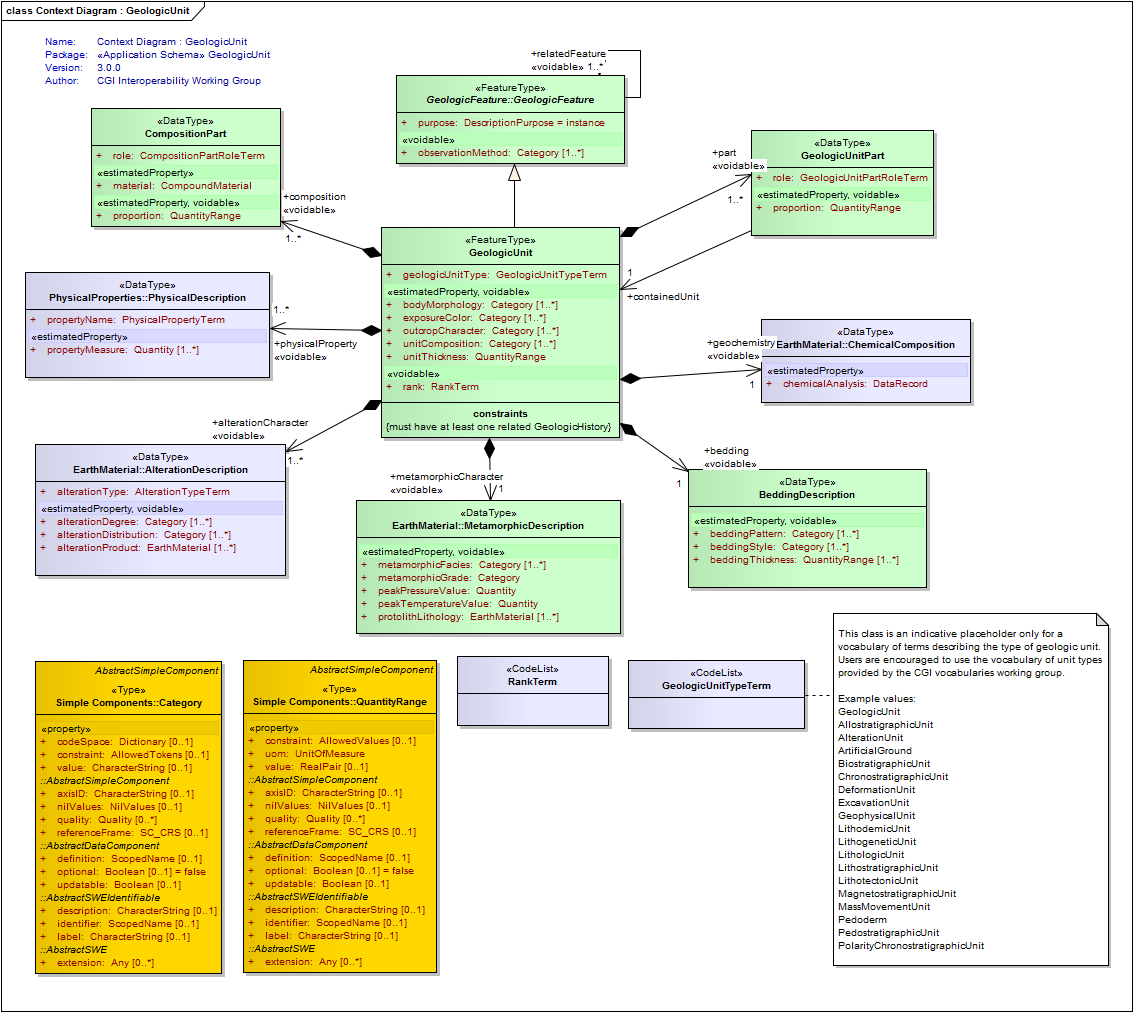 class Context Diagram : GeologicUnit
Name: Context Diagram : GeologicUnit
Package: «Application Schema» GeologicUnit
Version: 3.0.0
Author: CGI Interoperability Working Group
+relatedFeature
«voidable» 1..*
«FeatureType»
GeologicFeature::GeologicFeature
+ purpose: DescriptionPurpose = instance
«voidable»
+ observationMethod: Category [1..*]
«DataType»
CompositionPart
+ role: CompositionPartRoleTerm
«estimatedProperty»
+ material: CompoundMaterial
«estimatedProperty, voidable»
+ proportion: QuantityRange
+composition
«voidable»
1..*
+part
«voidable»
1..*
«DataType»
GeologicUnitPart
+ role: GeologicUnitPartRoleTerm
«estimatedProperty, voidable»
+ proportion: QuantityRange
1
+containedUnit
«FeatureType»
GeologicUnit
+ geologicUnitType: GeologicUnitTypeTerm
«estimatedProperty, voidable»
+ bodyMorphology: Category [1..*]
+ exposureColor: Category [1..*]
+ outcropCharacter: Category [1..*]
+ unitComposition: Category [1..*]
+ unitThickness: QuantityRange
«voidable»
+ rank: RankTerm
constraints
{must have at least one related GeologicHistory}
«DataType»
PhysicalProperties::PhysicalDescription
+ propertyName: PhysicalPropertyTerm
«estimatedProperty»
+ propertyMeasure: Quantity [1..*]
1..*
+physicalProperty
«voidable»
+geochemistry
«voidable»
1
«DataType»
EarthMaterial::ChemicalComposition
«estimatedProperty»
+ chemicalAnalysis: DataRecord
+alterationCharacter
«voidable»
1..*
«DataType»
EarthMaterial::AlterationDescription
+ alterationType: AlterationTypeTerm
«estimatedProperty, voidable»
+ alterationDegree: Category [1..*]
+ alterationDistribution: Category [1..*]
+ alterationProduct: EarthMaterial [1..*]
+metamorphicCharacter
«voidable»
1
«DataType»
EarthMaterial::MetamorphicDescription
«estimatedProperty, voidable»
+ metamorphicFacies: Category [1..*]
+ metamorphicGrade: Category
+ peakPressureValue: Quantity
+ peakTemperatureValue: Quantity
+ protolithLithology: EarthMaterial [1..*]
+bedding
«voidable»
1
«DataType»
BeddingDescription
«estimatedProperty, voidable»
+ beddingPattern: Category [1..*]
+ beddingStyle: Category [1..*]
+ beddingThickness: QuantityRange [1..*]
AbstractSimpleComponent
«Type»
Simple Components::Category
«property»
+ codeSpace: Dictionary [0..1]
+ constraint: AllowedTokens [0..1]
+ value: CharacterString [0..1]
::AbstractSimpleComponent
+ axisID: CharacterString [0..1]
+ nilValues: NilValues [0..1]
+ quality: Quality [0..*]
+ referenceFrame: SC_CRS [0..1]
::AbstractDataComponent
+ definition: ScopedName [0..1]
+ optional: Boolean [0..1] = false
+ updatable: Boolean [0..1]
::AbstractSWEIdentifiable
+ description: CharacterString [0..1]
+ identifier: ScopedName [0..1]
+ label: CharacterString [0..1]
::AbstractSWE
+ extension: Any [0..*]
AbstractSimpleComponent
«Type»
Simple Components::QuantityRange
«property»
+ constraint: AllowedValues [0..1]
+ uom: UnitOfMeasure
+ value: RealPair [0..1]
::AbstractSimpleComponent
+ axisID: CharacterString [0..1]
+ nilValues: NilValues [0..1]
+ quality: Quality [0..*]
+ referenceFrame: SC_CRS [0..1]
::AbstractDataComponent
+ definition: ScopedName [0..1]
+ optional: Boolean [0..1] = false
+ updatable: Boolean [0..1]
::AbstractSWEIdentifiable
+ description: CharacterString [0..1]
+ identifier: ScopedName [0..1]
+ label: CharacterString [0..1]
::AbstractSWE
+ extension: Any [0..*]
«CodeList»
RankTerm
«CodeList»
GeologicUnitTypeTerm
This class is an indicative placeholder only for a
vocabulary of terms describing the type of geologic unit.
Users are encouraged to use the vocabulary of unit types
provided by the CGI vocabularies working group.
Example values:
GeologicUnit
AllostratigraphicUnit
AlterationUnit
ArtificialGround
BiostratigraphicUnit
ChronostratigraphicUnit
DeformationUnit
ExcavationUnit
GeophysicalUnit
LithodemicUnit
LithogeneticUnit
LithologicUnit
LithostratigraphicUnit
LithotectonicUnit
MagnetostratigraphicUnit
MassMovementUnit
Pedoderm
PedostratigraphicUnit
PolarityChronostratigraphicUnit